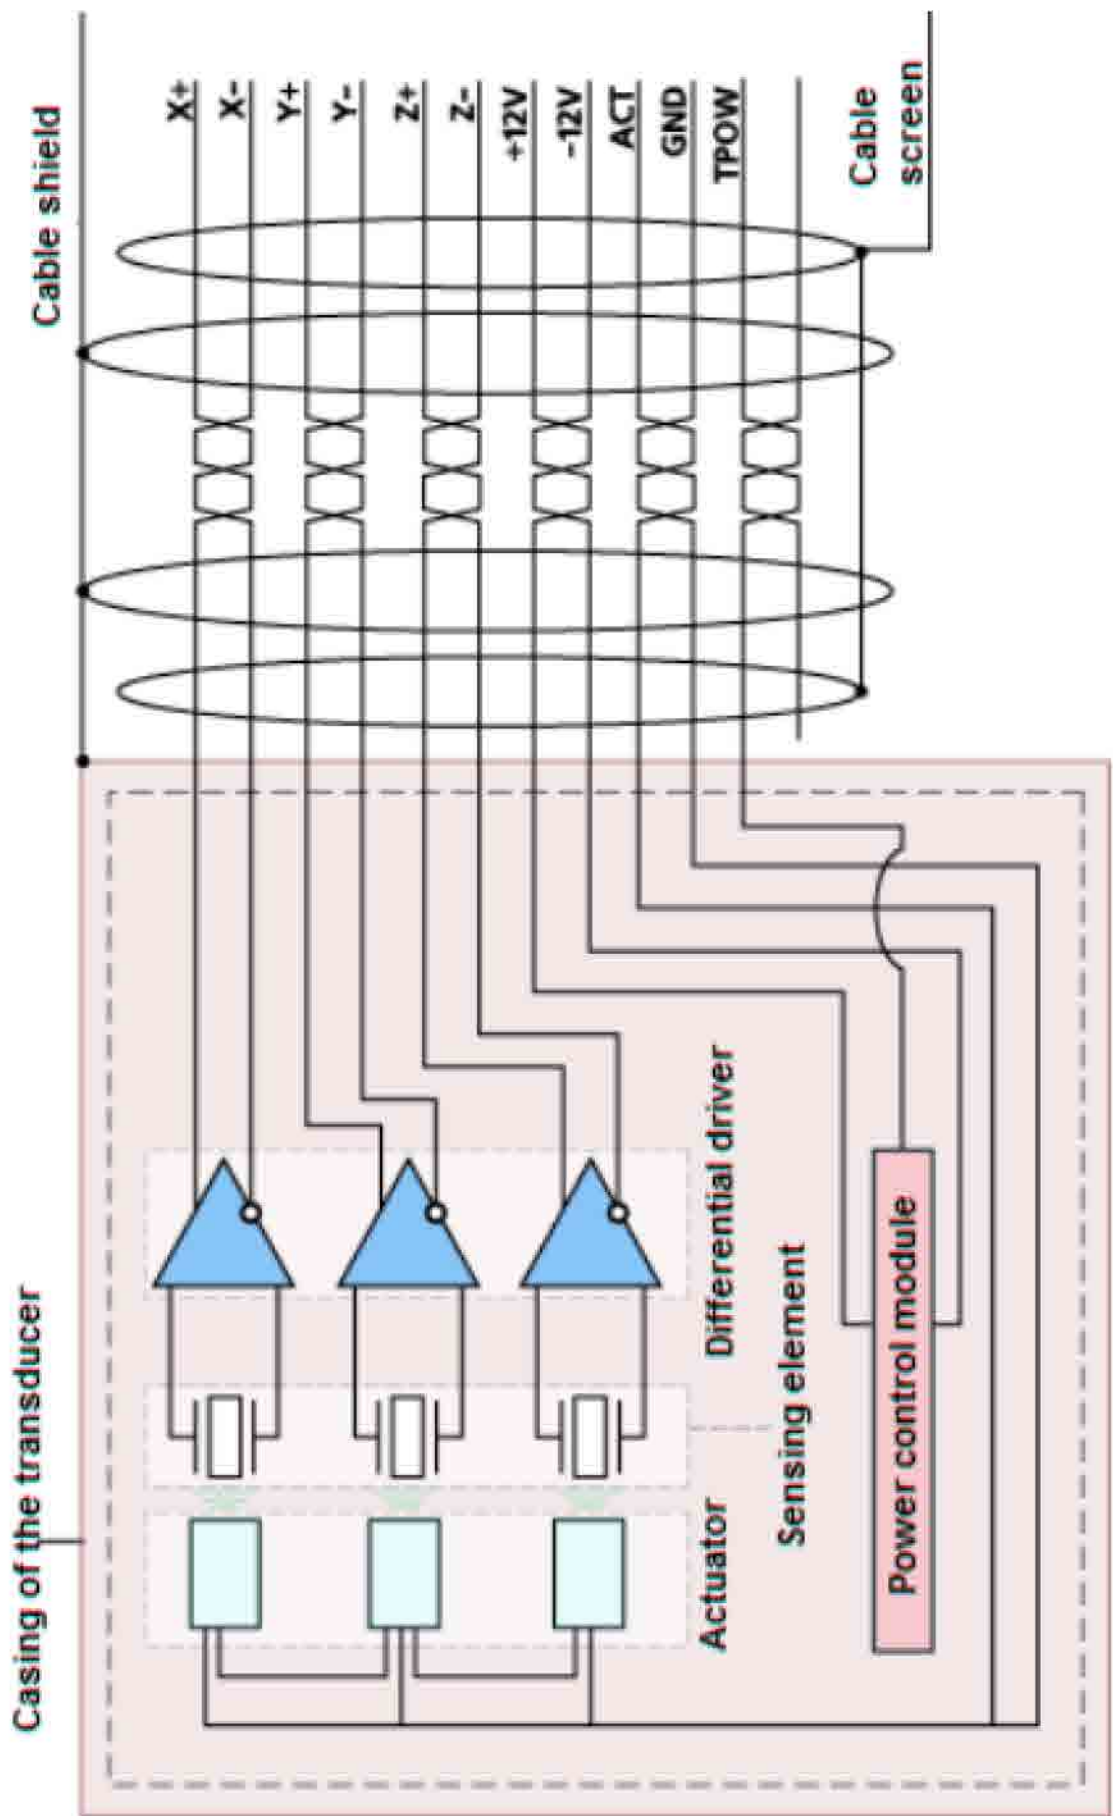 Casing of the transducer
Cable shield
X+
X−
Y+
Y−
Z+
Z−
+12V
−12V
ACT
GND
TPOW
Cable
screen
Actuator
Sensing element
Differential driver
Power control module